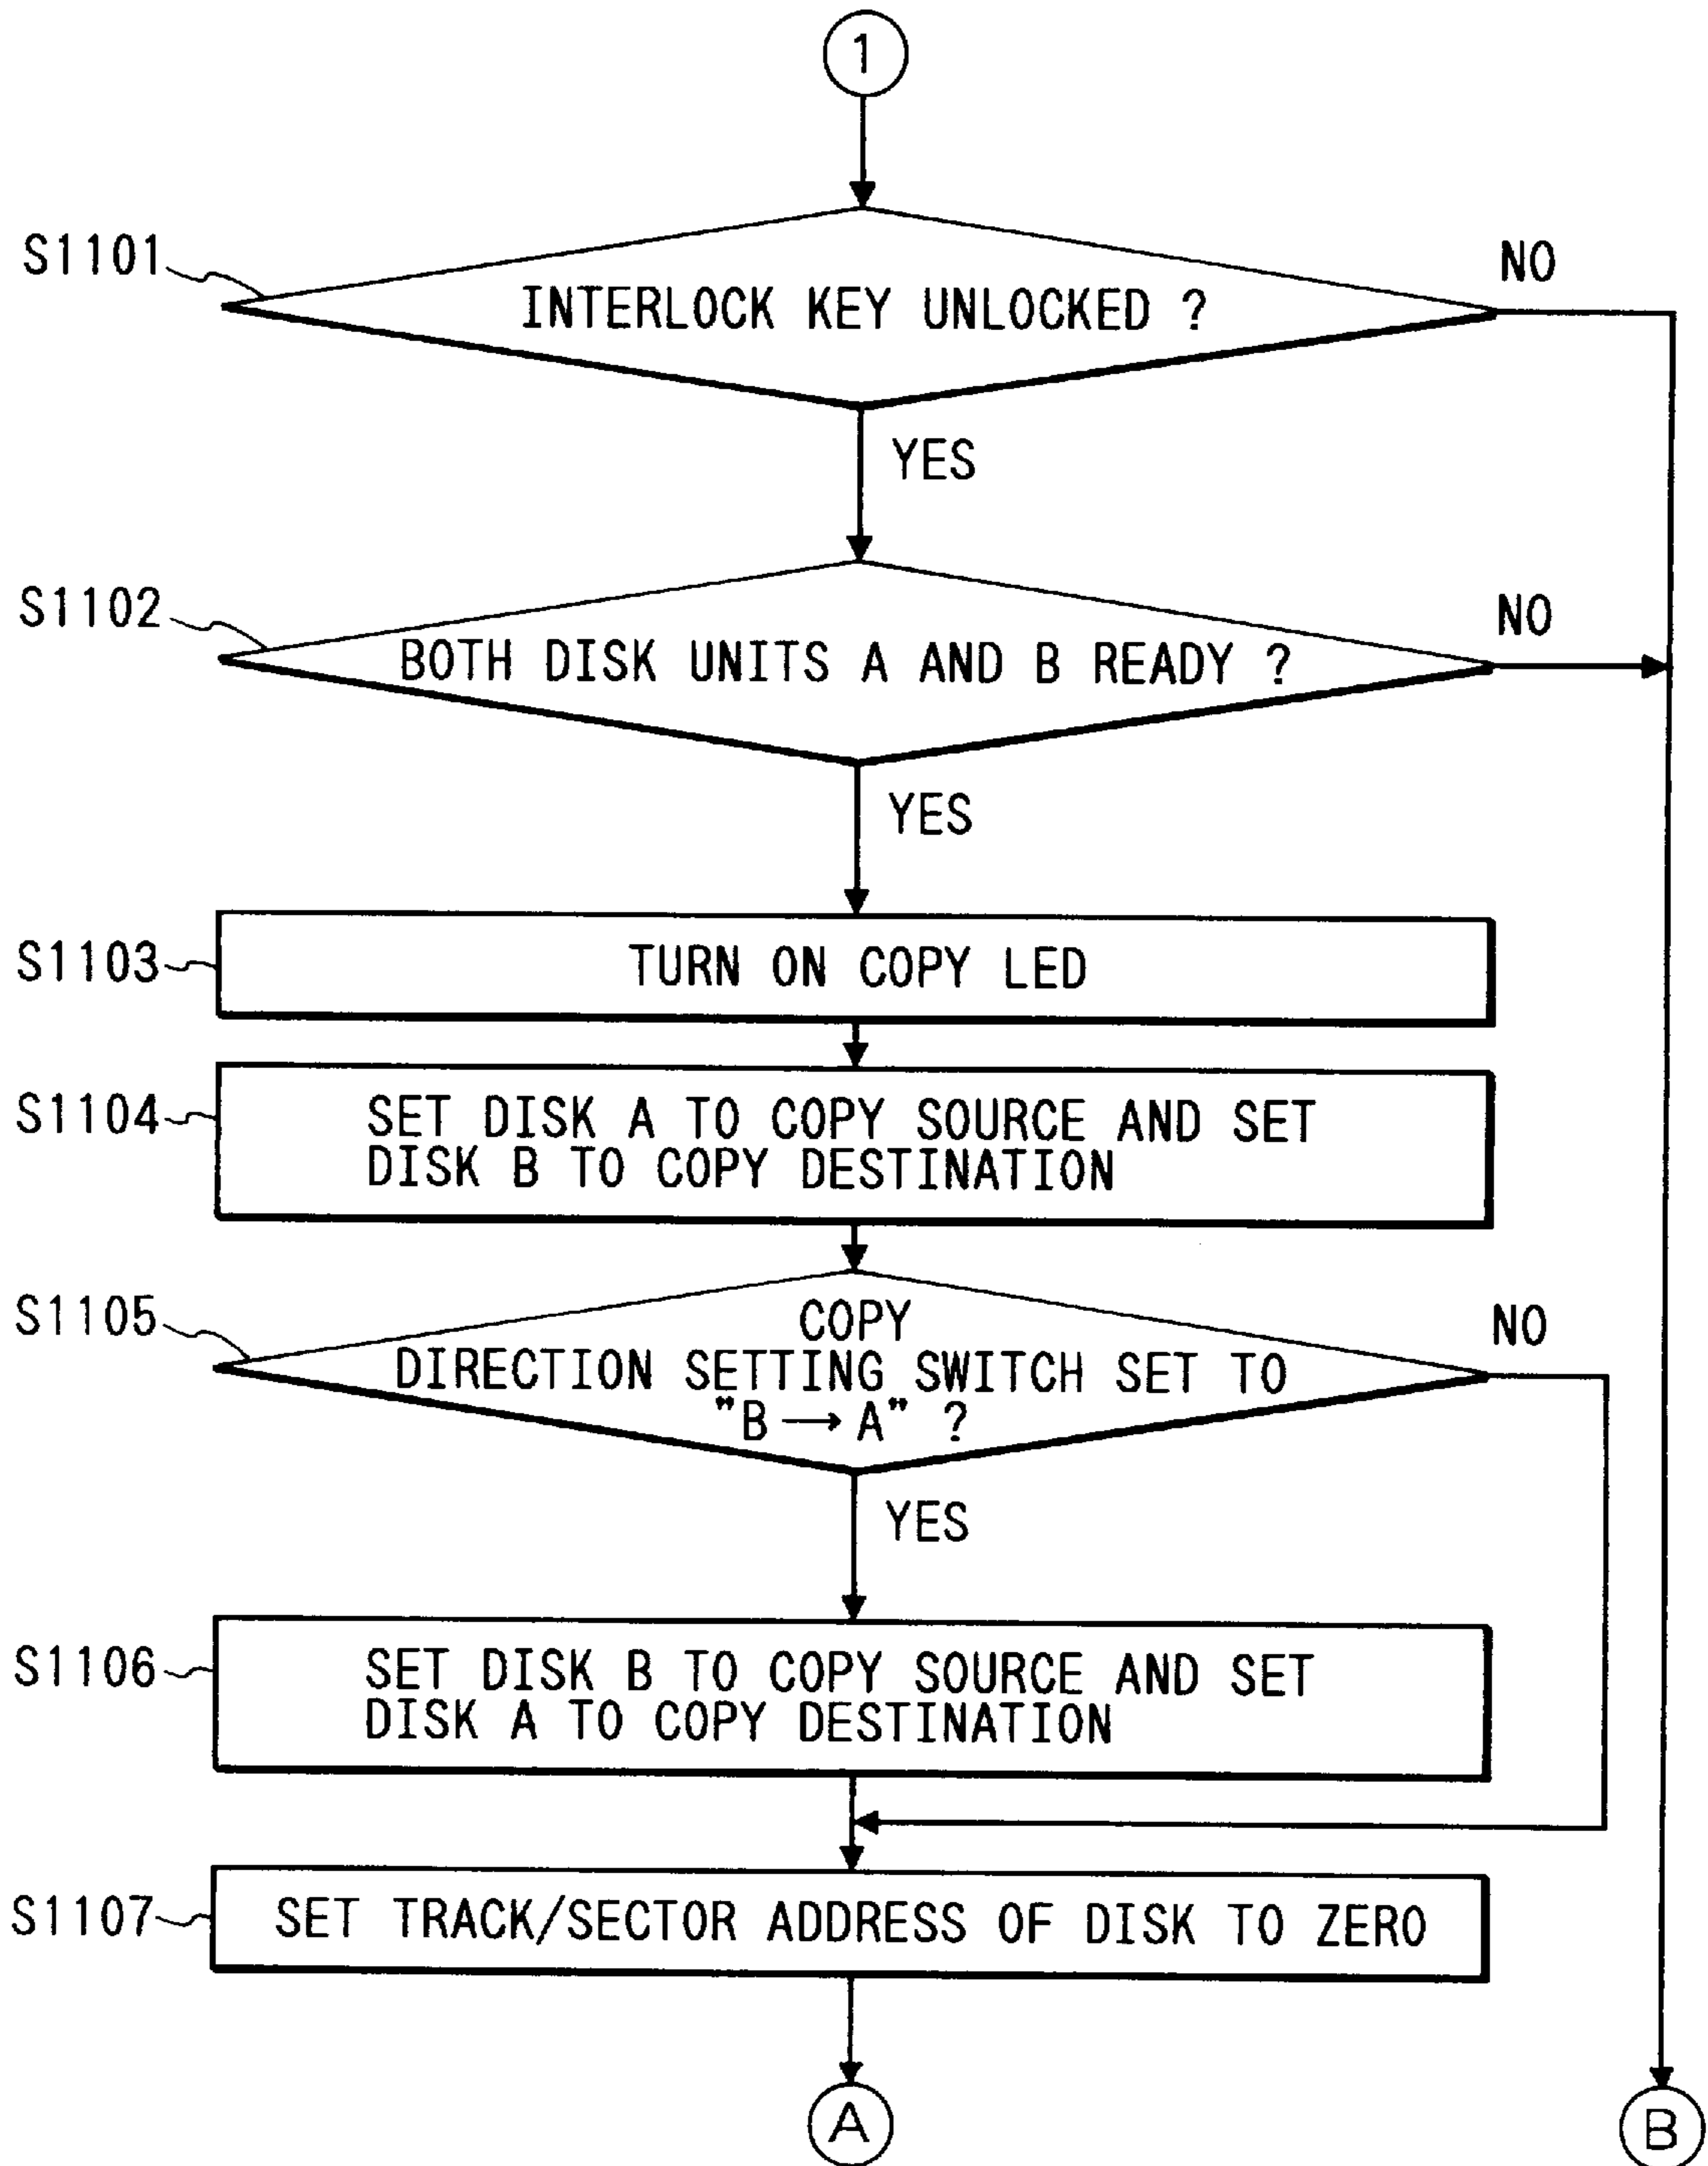 1
S1101
INTERLOCK KEY UNLOCKED ?
NO
YES
S1102
BOTH DISK UNITS A AND B READY ?
NO
YES
S1103
TURN ON COPY LED
S1104
SET DISK A TO COPY SOURCE AND SET
DISK B TO COPY DESTINATION
S1105
COPY
DIRECTION SETTING SWITCH SET TO
"B → A" ?
NO
YES
S1106
SET DISK B TO COPY SOURCE AND SET
DISK A TO COPY DESTINATION
S1107
SET TRACK/SECTOR ADDRESS OF DISK TO ZERO
A
B